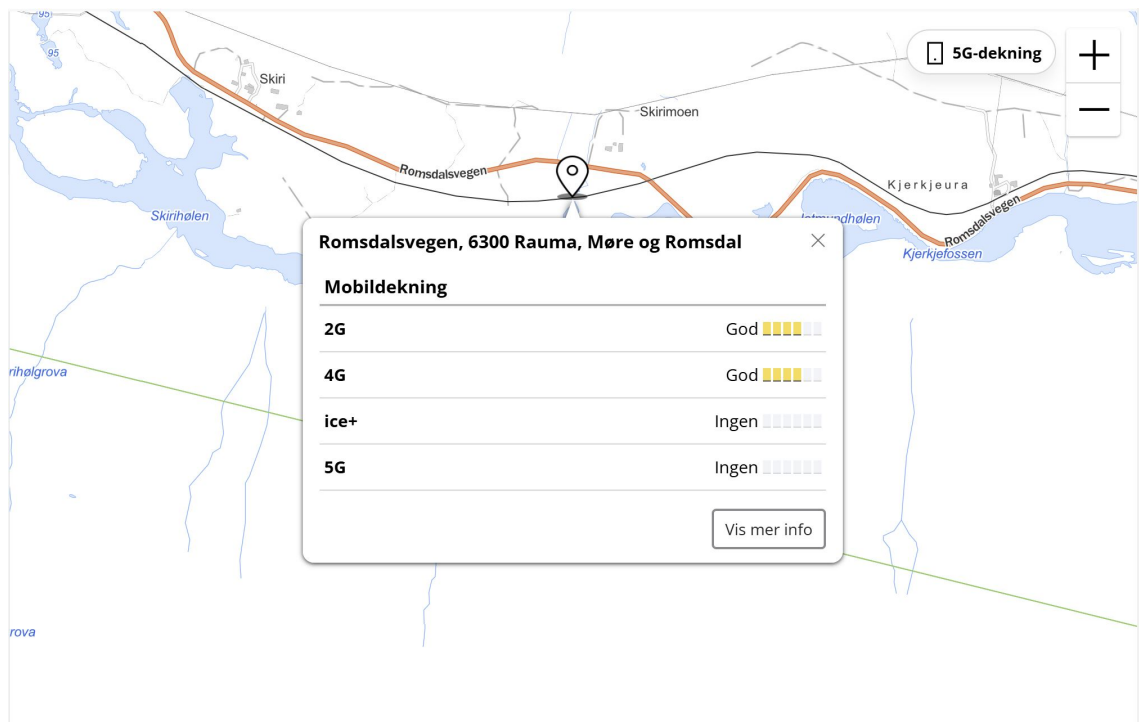 95
95
Skiri
5G-dekning
Skirimoen
Romsdalsvegen
Kjerkjeura
Skirihølen
Romsdalsvegen
Kjerkjefossen
Romsdalsvegen, 6300 Rauma, Møre og Romsdal
Mobildekning
2G God
4G God
ice+ Ingen
5G Ingen
Vis mer info
rihølgrova
rova